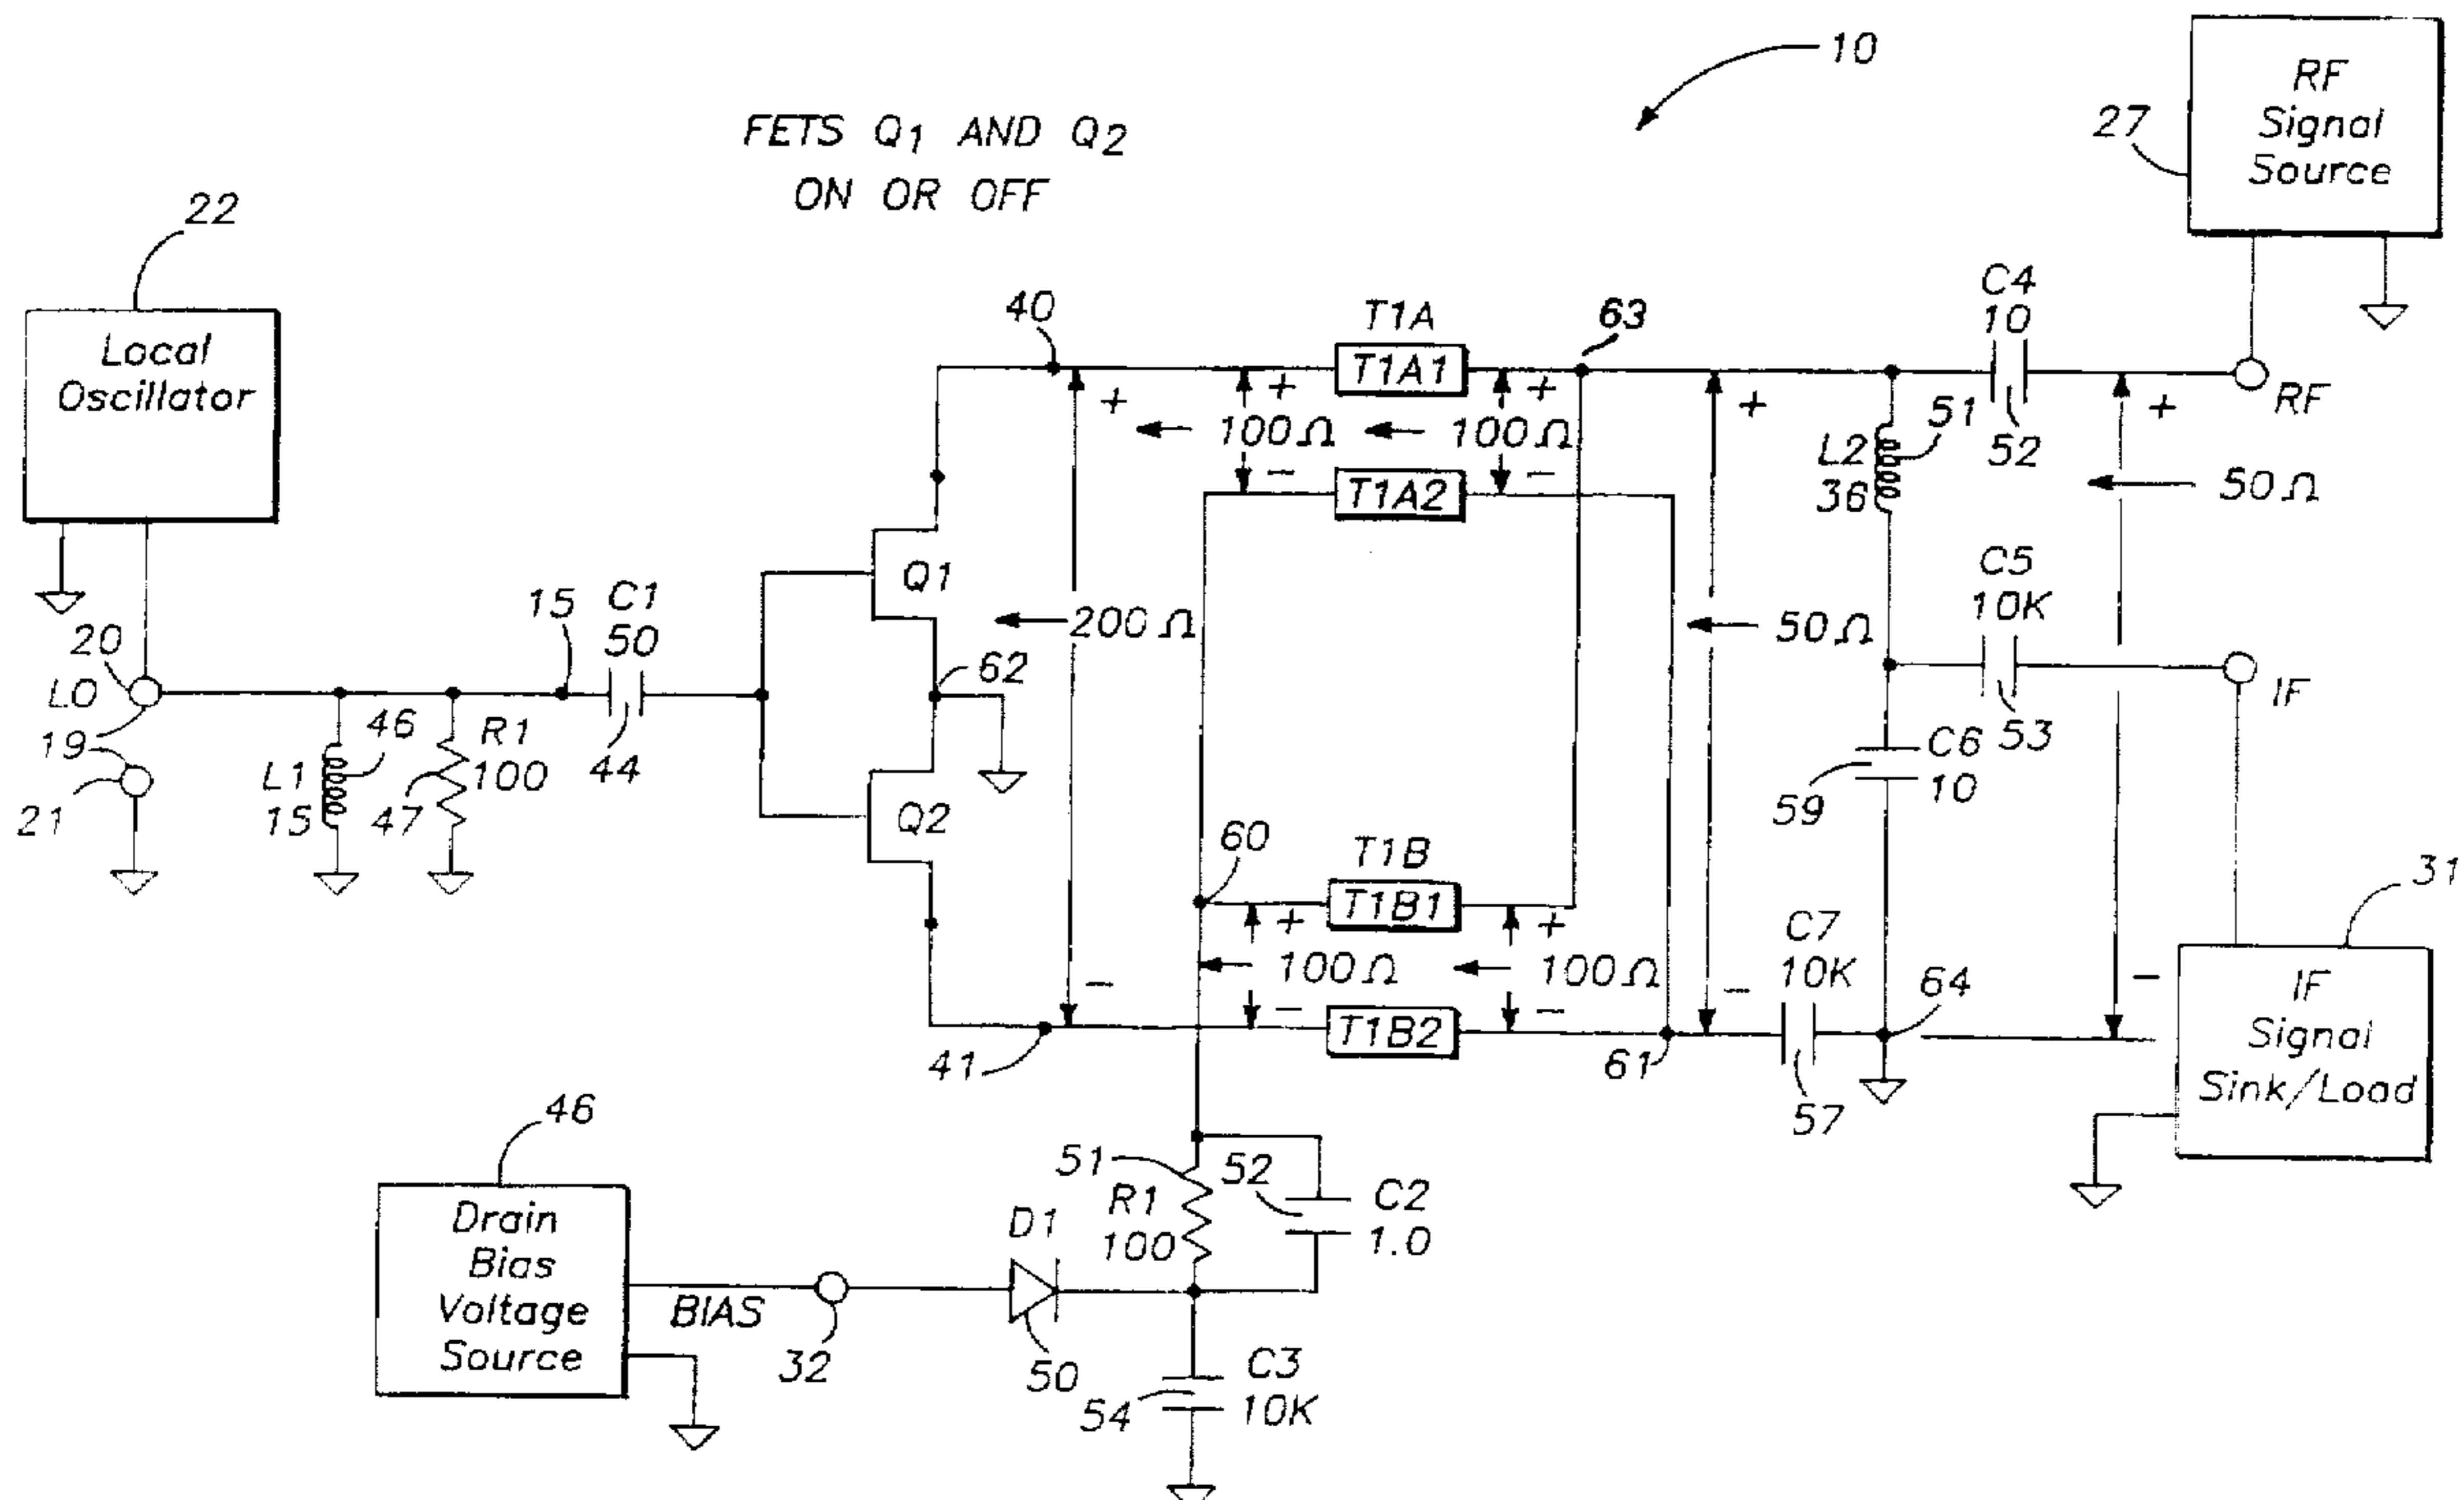 10
RF
Signal
Source
27
FETS Q1 AND Q2
ON OR OFF
22
Local
Oscillator
40
T1A
T1A1
63
C4
10
52
RF
51
L2
36
+
+
+
+
+
100Ω
100Ω
-
-
T1A2
50Ω
Q1
15
C1
50
44
62
200Ω
50Ω
C5
10K
53
IF
20
LO
19
21
46
L1
15
R1
100
47
Q2
C6
10
59
60
T1B
T1B1
+
+
100Ω
100Ω
-
-
-
-
-
T1B2
C7
10K
57
64
31
IF
Signal
Sink/Load
41
61
46
Drain
Bias
Voltage
Source
BIAS
32
D1
50
51
R1
100
52
C2
1.0
C3
10K
54